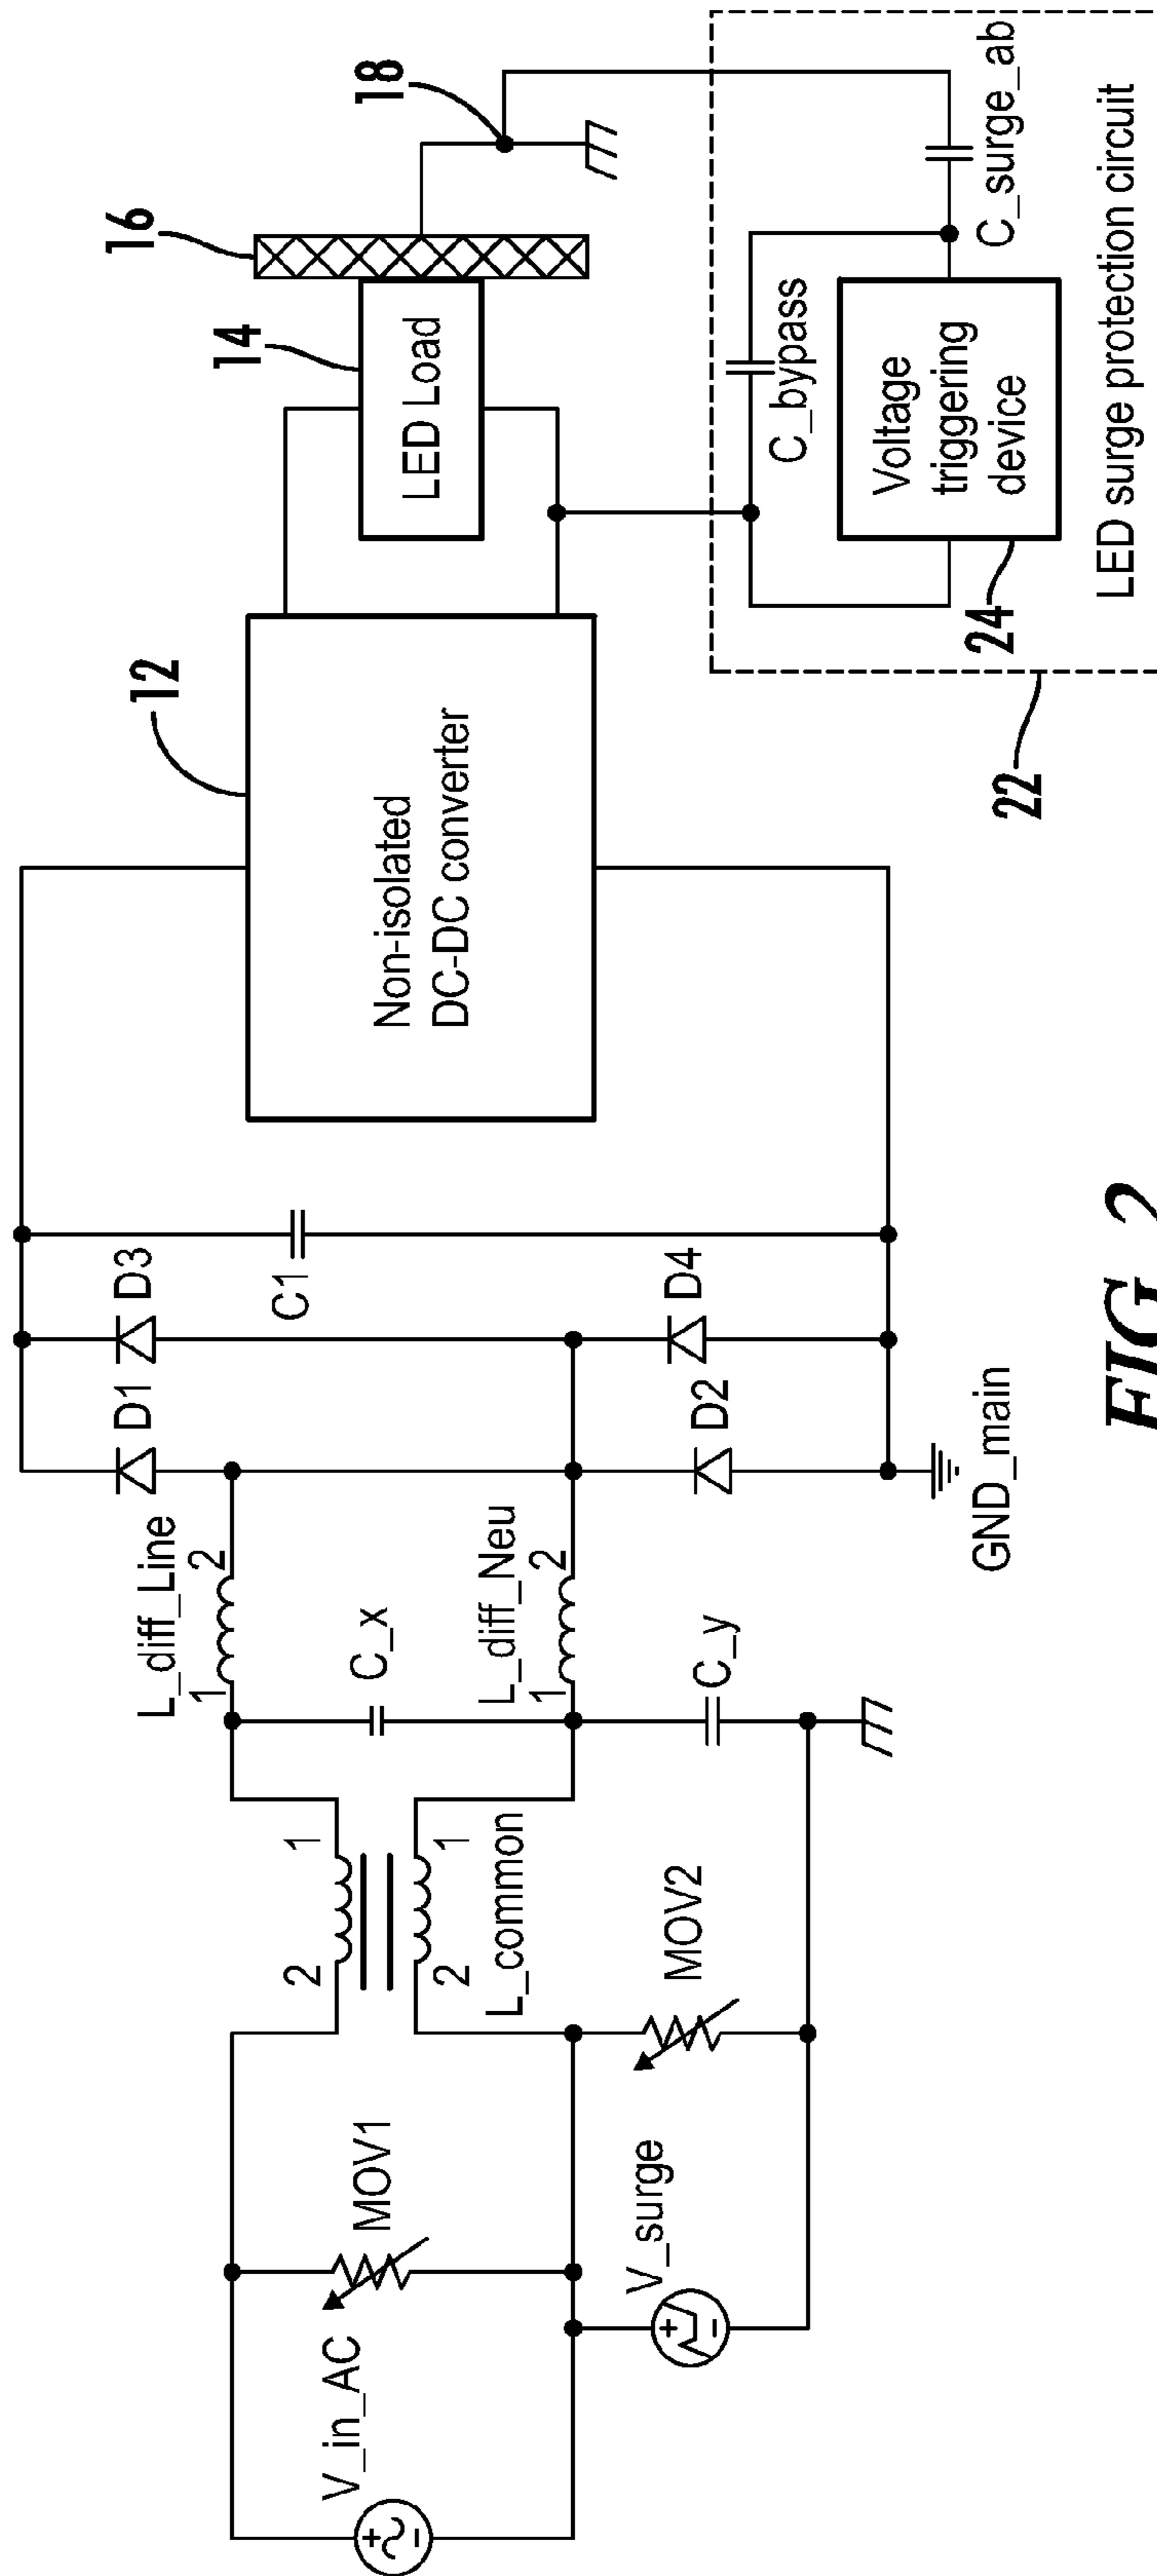 V_in_AC
MOV1
V_surge
MOV2
2
1
2
1
L_common
C_x
C_y
L_diff_Line
1
2
L_diff_Neu
1
2
D1
D3
D2
D4
GND_main
C1
12
Non-isolated
DC-DC converter
14
LED Load
16
18
C_bypass
C_surge_ab
Voltage
triggering
device
24
22
LED surge protection circuit
FIG. 2